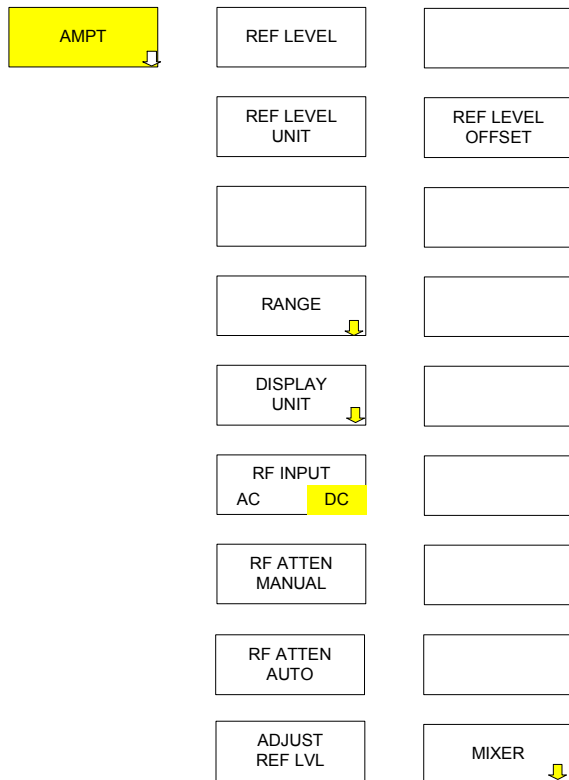 AMPT
REF LEVEL
REF LEVEL
UNIT
REF LEVEL
OFFSET
RANGE
DISPLAY
UNIT
RF INPUT
AC DC
RF ATTEN
MANUAL
RF ATTEN
AUTO
ADJUST
REF LVL
MIXER